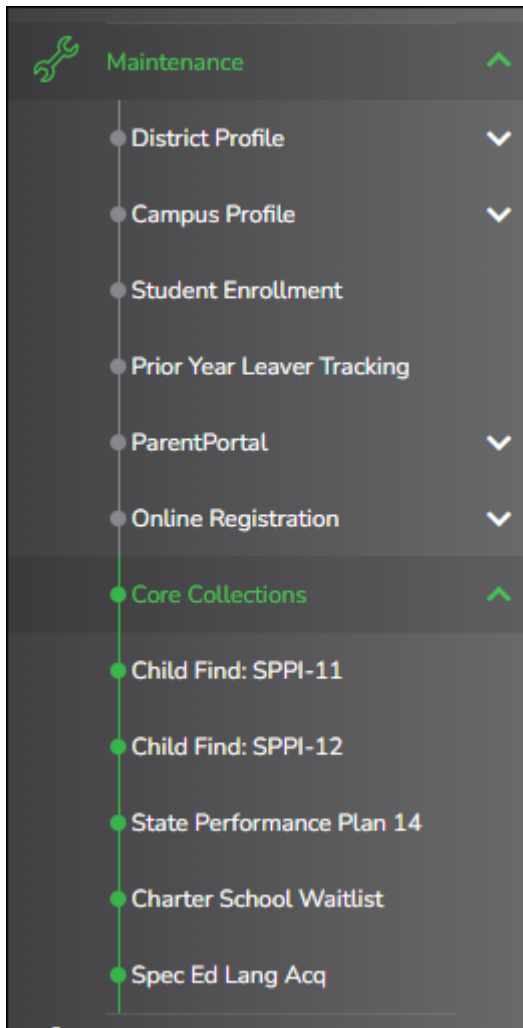 Maintenance
District Profile
Campus Profile
Student Enrollment
Prior Year Leaver Tracking
ParentPortal
Online Registration
Core Collections
Child Find: SPPI-11
Child Find: SPPI-12
State Performance Plan 14
Charter School Waitlist
Spec Ed Lang Acq